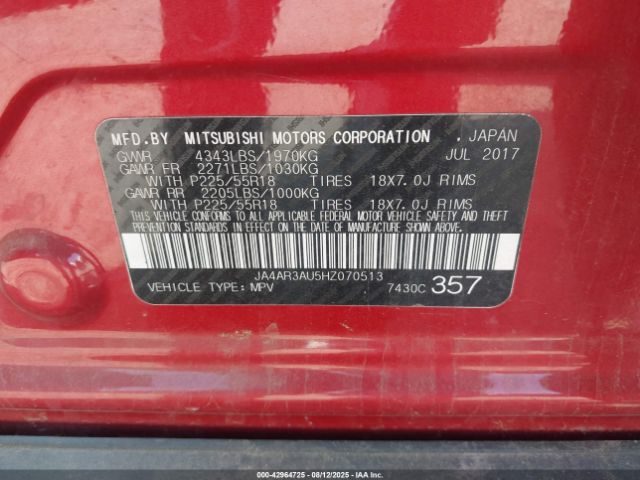 MFD.BY MITSUBISHI MOTORS CORPORATION . JAPAN
GVWR 4343LBS/1970KG JUL 2017
GAWR FR 2271LBS/1030KG
WITH P225/55R18 TIRES 18X7.0J RIMS
GAWR RR 2205LBS/1000KG
WITH P225/55R18 TIRES 18X7.0J RIMS
THIS VEHICLE CONFORMS TO ALL APPLICABLE FEDERAL MOTOR VEHICLE SAFETY AND THEFT
PREVENTION STANDARDS IN EFFECT ON THE DATE OF MANUFACTURE SHOWN ABOVE.
JA4AR3AU5HZ070513
VEHICLE TYPE: MPV 7430C 357
000-42964725 - 08/12/2025 - IAA Inc.